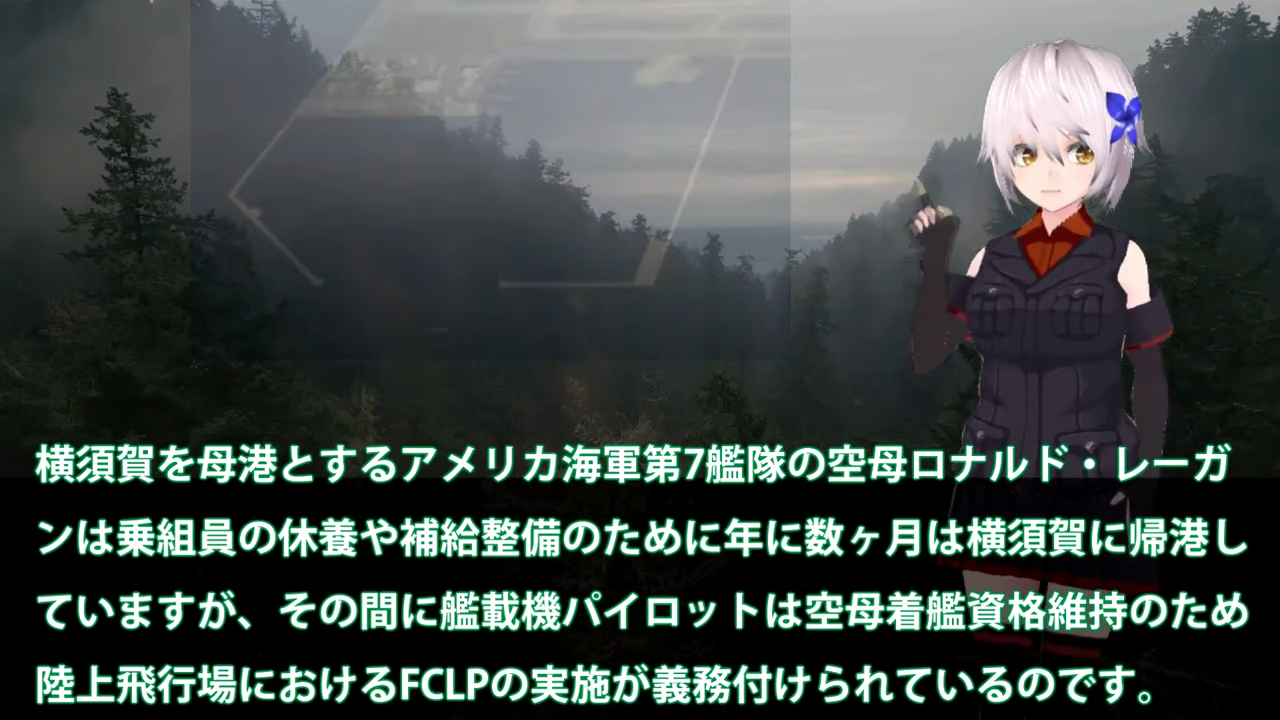 横須賀を母港とするアメリカ海軍第7艦隊の空母ロナルド・レーガ
ンは乗組員の休養や補給整備のために年に数ヶ月は横須賀に帰港し
ていますが、その間に艦載機パイロットは空母着艦資格維持のため
陸上飛行場におけるFCLPの実施が義務付けられているのです。